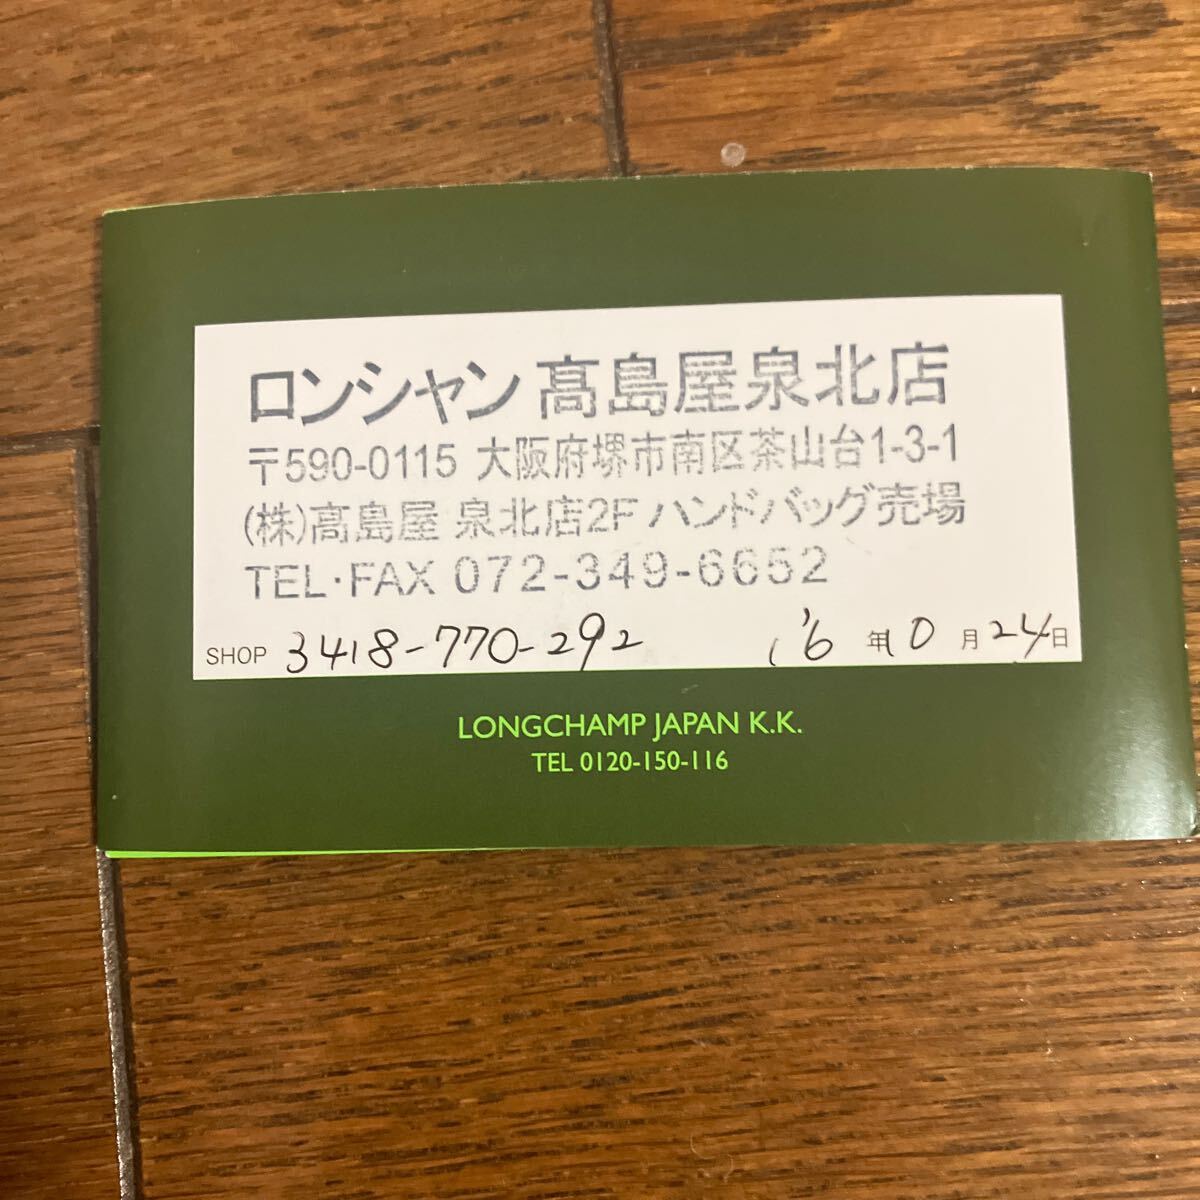 ロンシャン 髙島屋泉北店
〒590-0115 大阪府堺市南区茶山台1-3-1
(株)髙島屋 泉北店2F ハンドバッグ売場
TEL・FAX 072-349-6652
SHOP 3418-770-292 '16 年10月24日
LONGCHAMP JAPAN K.K.
TEL 0120-150-116